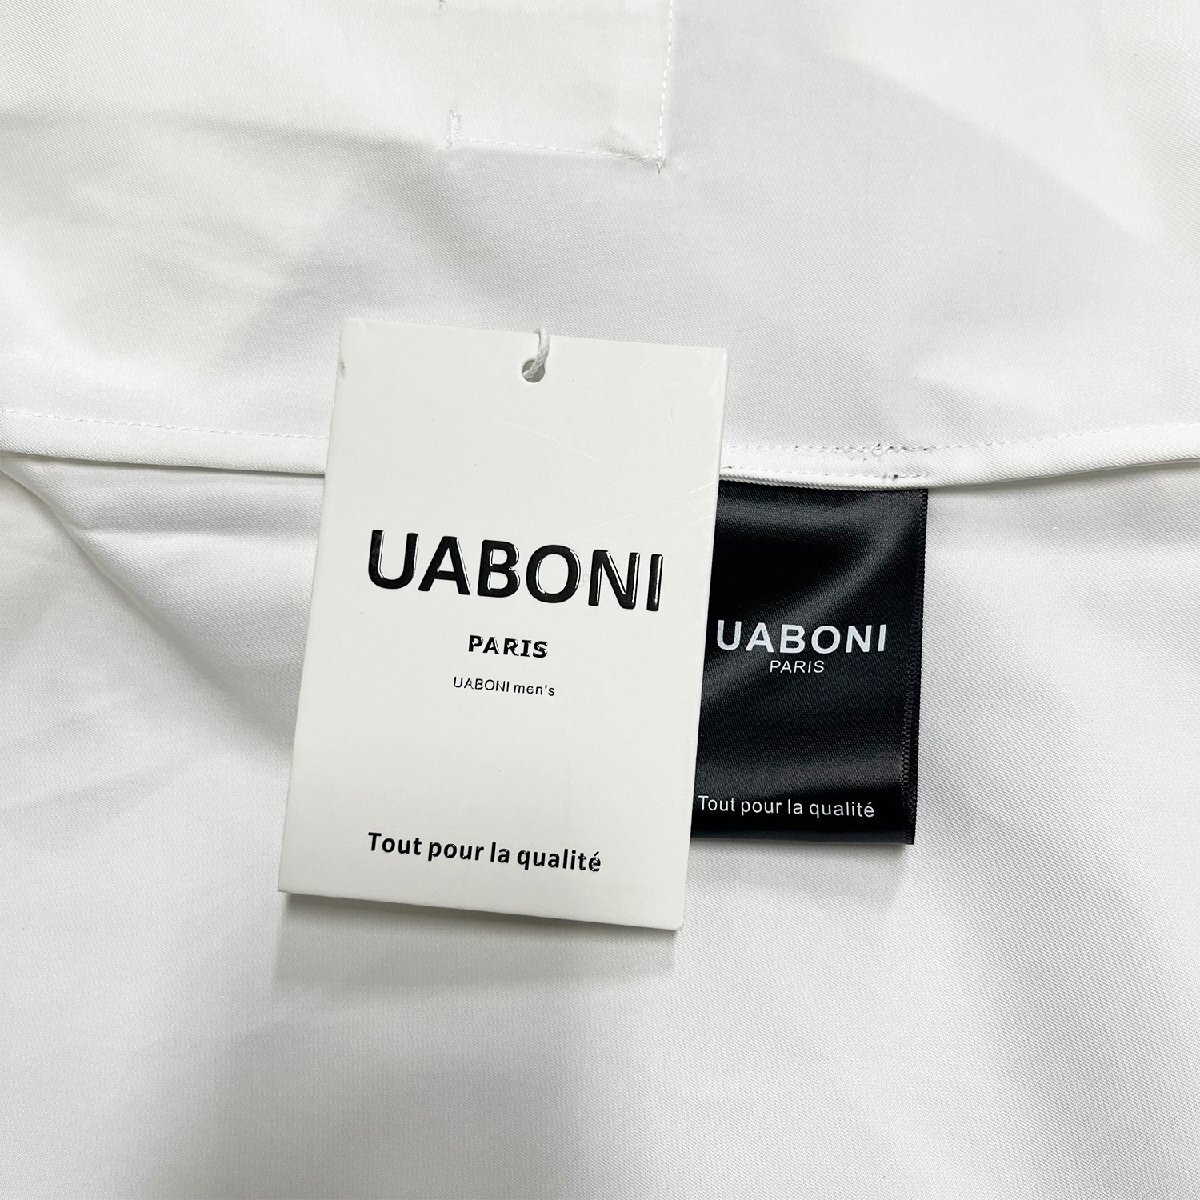 UABONI
PARIS
UABONI men's
Tout pour la qualité
UABONI
PARIS
Tout pour la qualité